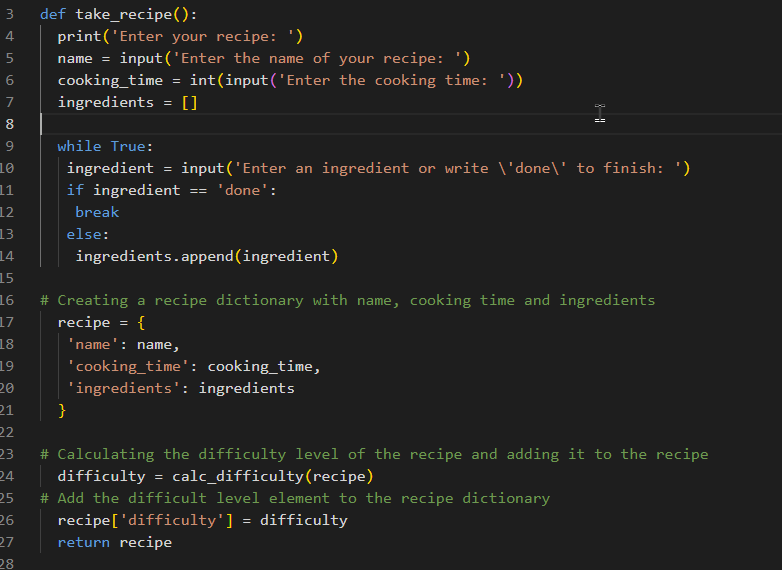 3 def take_recipe():
4   print('Enter your recipe: ')
5   name = input('Enter the name of your recipe: ')
6   cooking_time = int(input('Enter the cooking time: '))
7   ingredients = []
8
9   while True:
10    ingredient = input('Enter an ingredient or write \'done\' to finish: ')
11    if ingredient == 'done':
12     break
13    else:
14     ingredients.append(ingredient)
15
16 # Creating a recipe dictionary with name, cooking time and ingredients
17   recipe = {
18    'name': name,
19    'cooking_time': cooking_time,
20    'ingredients': ingredients
21   }
22
23 # Calculating the difficulty level of the recipe and adding it to the recipe
24   difficulty = calc_difficulty(recipe)
25 # Add the difficult level element to the recipe dictionary
26   recipe['difficulty'] = difficulty
27   return recipe
28